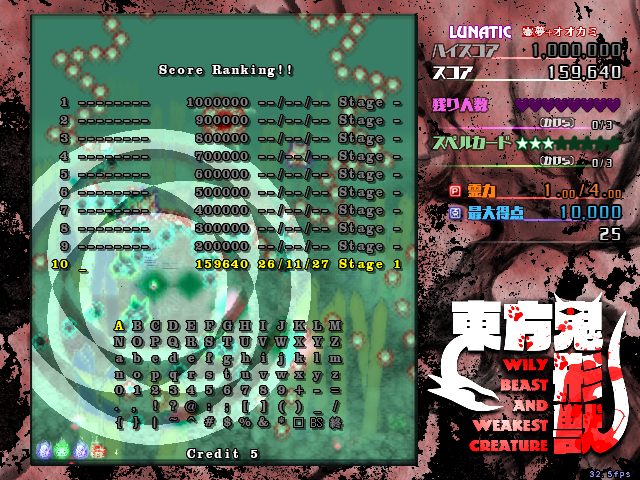 Score Ranking!!
1 -------- 1000000 --/--/-- Stage -
2 -------- 900000 --/--/-- Stage -
3 -------- 800000 --/--/-- Stage -
4 -------- 700000 --/--/-- Stage -
5 -------- 600000 --/--/-- Stage -
6 -------- 500000 --/--/-- Stage -
7 -------- 400000 --/--/-- Stage -
8 -------- 300000 --/--/-- Stage -
9 -------- 200000 --/--/-- Stage -
10 _ 159640 26/11/27 Stage 1
A B C D E F G H I J K L M
N O P Q R S T U V W X Y Z
a b c d e f g h i j k l m
n o p q r s t u v w x y z
0 1 2 3 4 5 6 7 8 9 + - =
. , ! ? @ : ; [ ] ( ) _ /
{ } | ~ ^ # $ % & * □ BS 終
Credit 5
LUNATIC 霊夢+オオカミ
ハイスコア 1,000,000
スコア 159,640
残り人数
(かけら) 0/3
スペルカード ★★★★★★★★★
(かけら) 0/3
P 霊力 1.00/4.00
最大得点 10,000
25
東方鬼形獣
WILY
BEAST
AND
WEAKEST
CREATURE
32.5fps